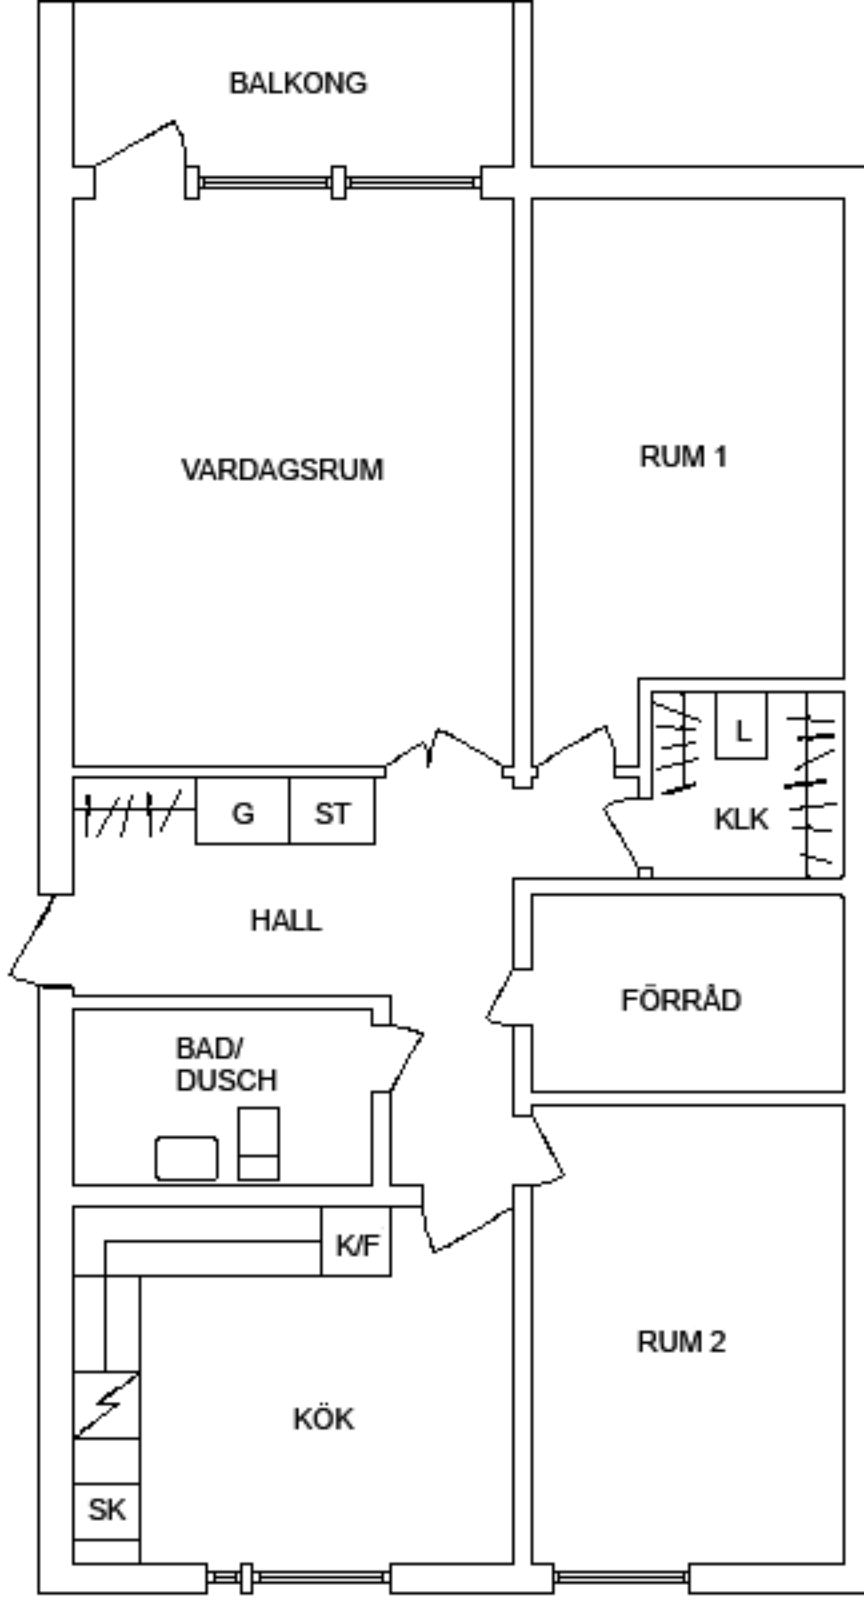 BALKONG
VARDAGSRUM
RUM 1
L
KLK
G
ST
HALL
FÖRRÅD
BAD/
DUSCH
K/F
RUM 2
KÖK
SK